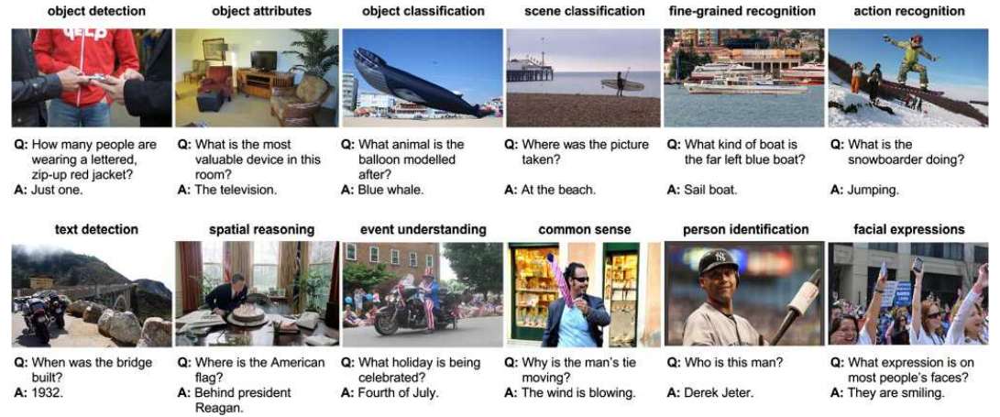 object detection
object attributes
object classification
scene classification
fine-grained recognition
action recognition
YELP
Q: How many people are
wearing a lettered,
zip-up red jacket?
A: Just one.
Q: What is the most
valuable device in this
room?
A: The television.
Q: What animal is the
balloon modelled
after?
A: Blue whale.
Q: Where was the picture
taken?
A: At the beach.
Q: What kind of boat is
the far left blue boat?
A: Sail boat.
Q: What is the
snowboarder doing?
A: Jumping.
text detection
spatial reasoning
event understanding
common sense
person identification
facial expressions
Q: When was the bridge
built?
A: 1932.
Q: Where is the American
flag?
A: Behind president
Reagan.
Q: What holiday is being
celebrated?
A: Fourth of July.
Q: Why is the man's tie
moving?
A: The wind is blowing.
Q: Who is this man?
A: Derek Jeter.
Q: What expression is on
most people's faces?
A: They are smiling.